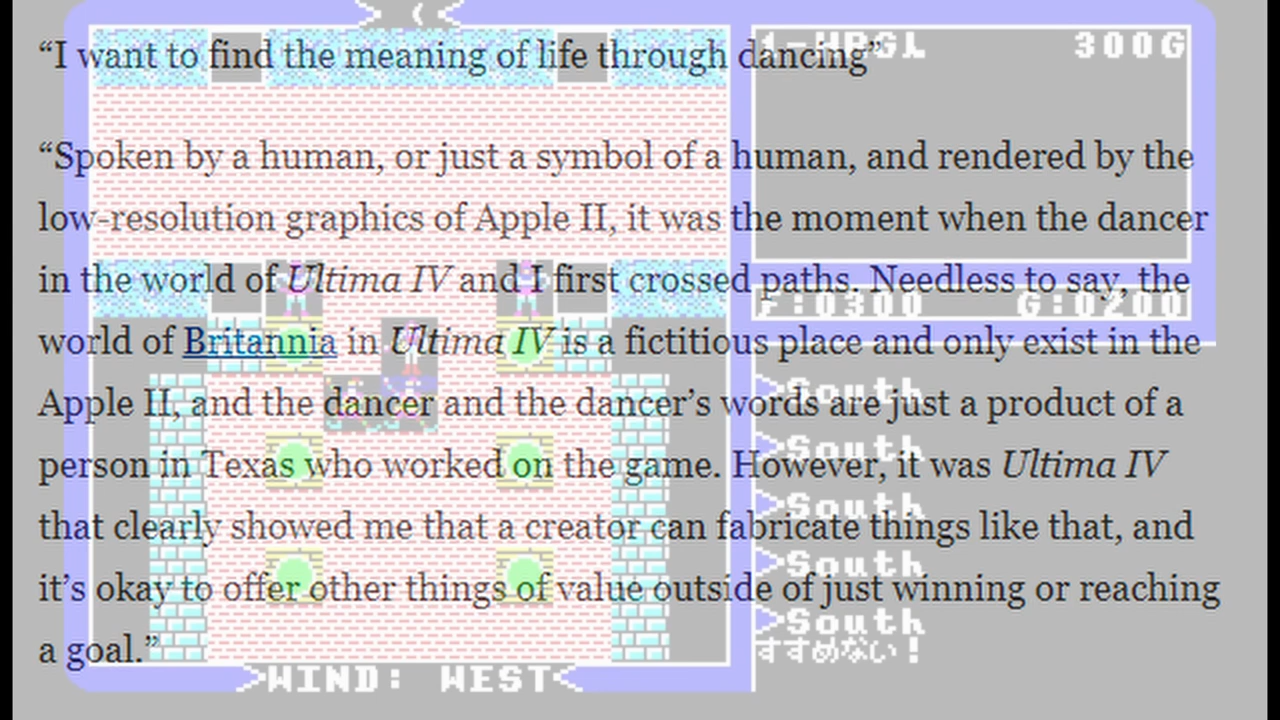 “I want to find the meaning of life through dancing”
“Spoken by a human, or just a symbol of a human, and rendered by the
low-resolution graphics of Apple II, it was the moment when the dancer
in the world of Ultima IV and I first crossed paths. Needless to say, the
world of Britannia in Ultima IV is a fictitious place and only exist in the
Apple II, and the dancer and the dancer’s words are just a product of a
person in Texas who worked on the game. However, it was Ultima IV
that clearly showed me that a creator can fabricate things like that, and
it’s okay to offer other things of value outside of just winning or reaching
a goal.”
300G
F:0300 G:0200
>South
>South
>South
>South
>South
すすめない!
>WIND: WEST<